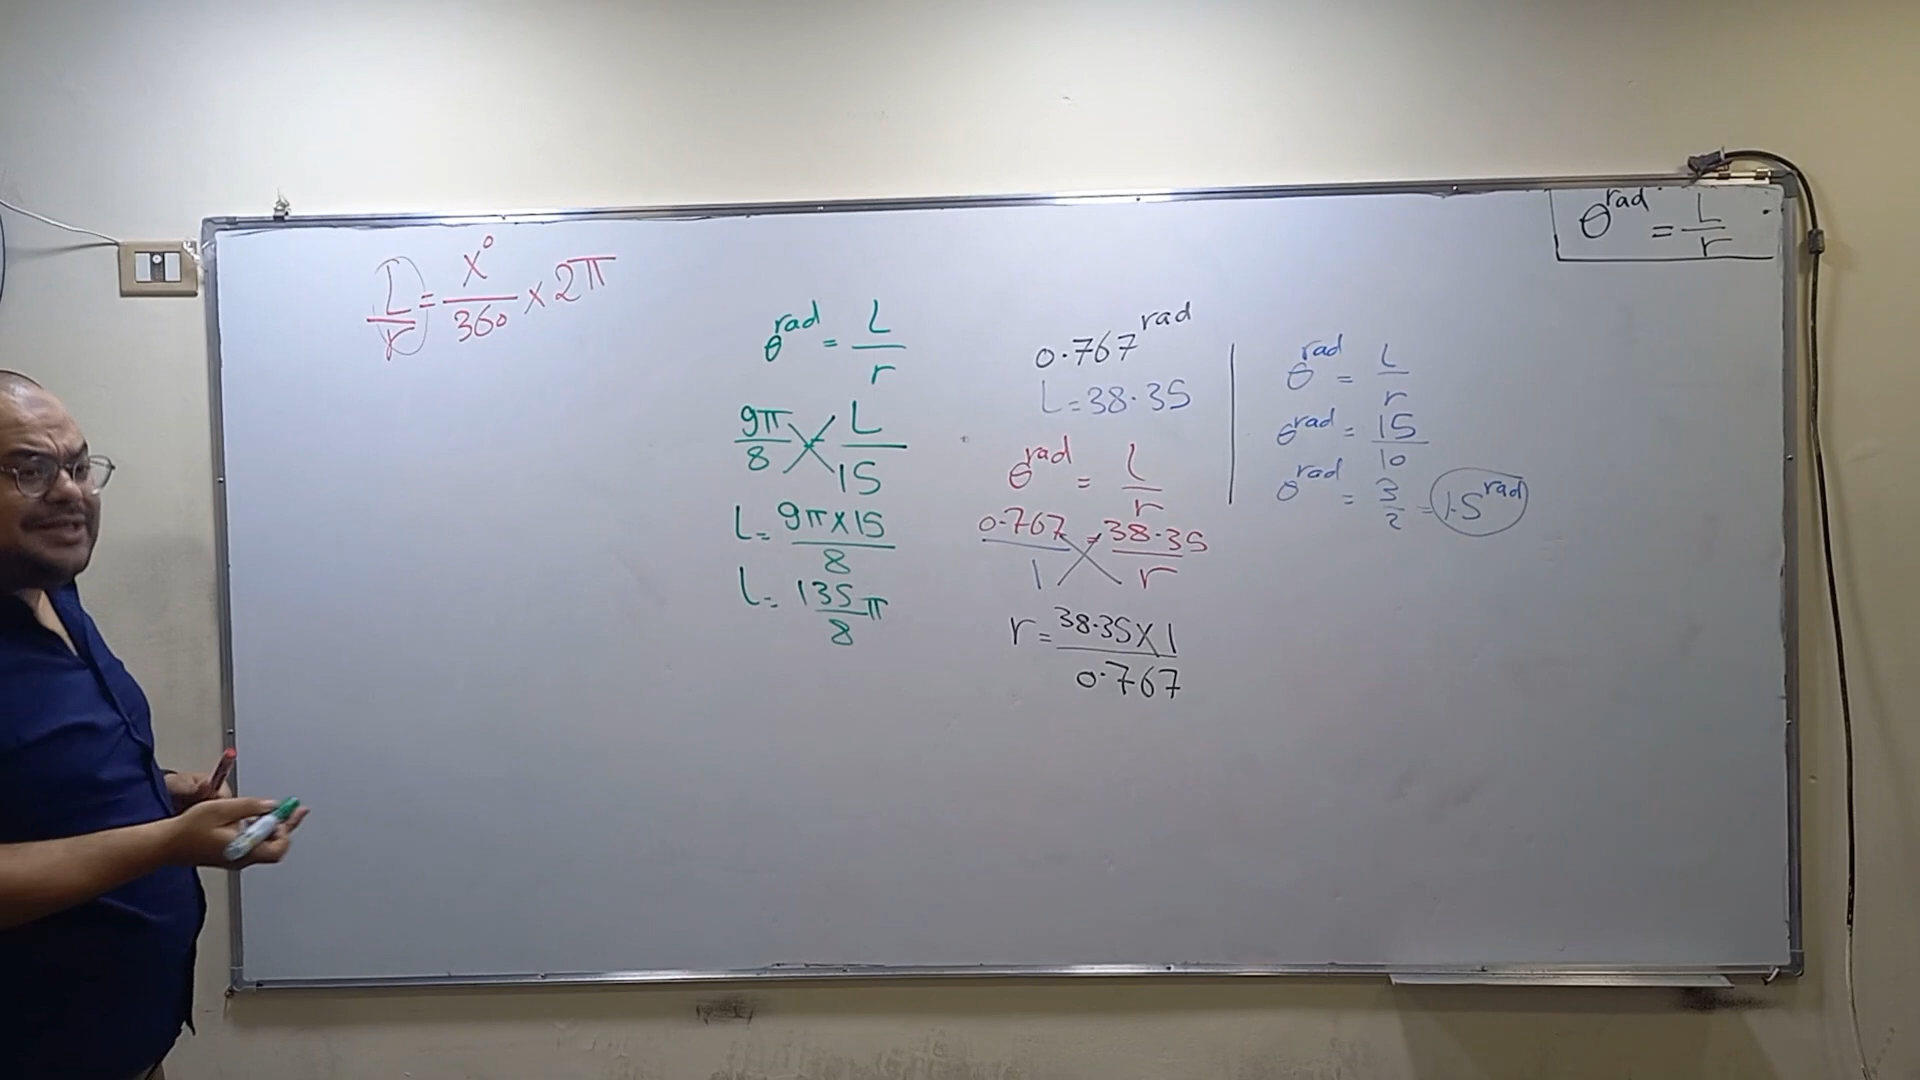 θ^rad = L/r
L/r = x°/360 × 2π
θ^rad = L/r
9π/8 = L/15
L = 9π×15/8
L = 135/8 π
0.767^rad
L = 38.35
θ^rad = L/r
0.767/1 = 38.35/r
r = 38.35×1/0.767
θ^rad = L/r
θ^rad = 15/10
θ^rad = 3/2 = 1.5^rad